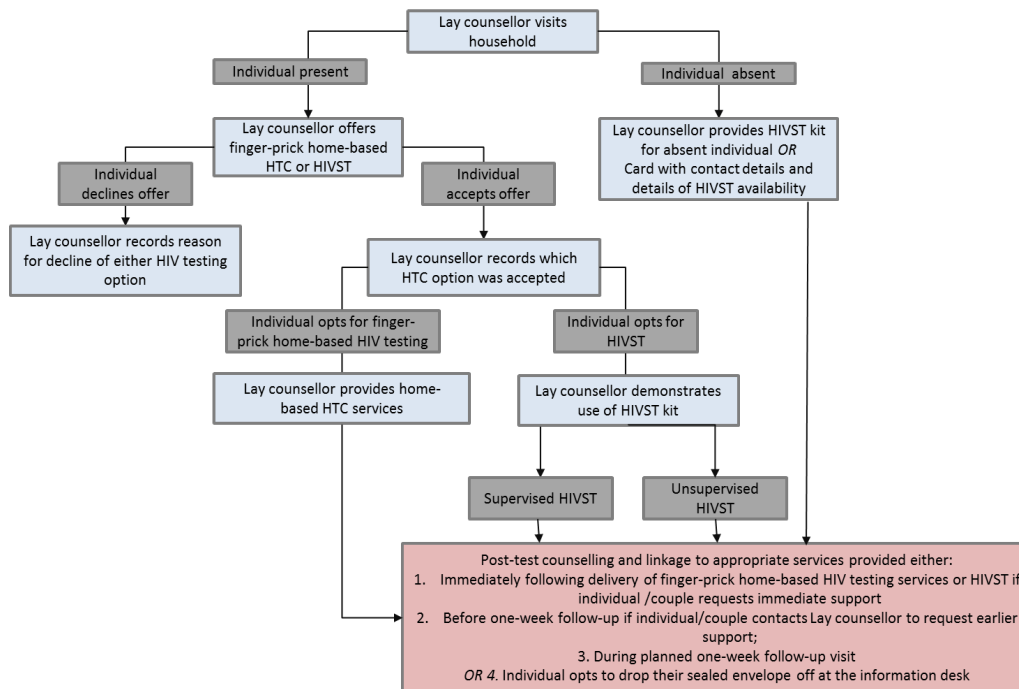 Lay counsellor visits
household
Individual present
Individual absent
Lay counsellor offers
finger-prick home-based
HTC or HIVST
Lay counsellor provides HIVST kit
for absent individual OR
Card with contact details and
details of HIVST availability
Individual
declines offer
Individual
accepts offer
Lay counsellor records reason
for decline of either HIV testing
option
Lay counsellor records which
HTC option was accepted
Individual opts for finger-
prick home-based HIV testing
Individual opts for
HIVST
Lay counsellor provides home-
based HTC services
Lay counsellor demonstrates
use of HIVST kit
Supervised HIVST
Unsupervised
HIVST
Post-test counselling and linkage to appropriate services provided either:
1. Immediately following delivery of finger-prick home-based HIV testing services or HIVST if
individual /couple requests immediate support
2. Before one-week follow-up if individual/couple contacts Lay counsellor to request earlier
support;
3. During planned one-week follow-up visit
OR 4. Individual opts to drop their sealed envelope off at the information desk